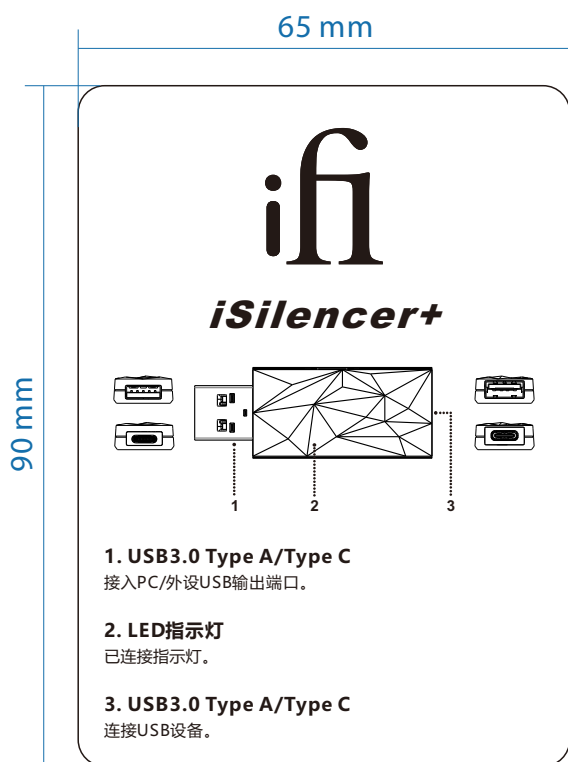 65 mm
90 mm
ifi
iSilencer+
1
2
3
1. USB3.0 Type A/Type C
接入PC/外设USB输出端口。
2. LED指示灯
已连接指示灯。
3. USB3.0 Type A/Type C
连接USB设备。